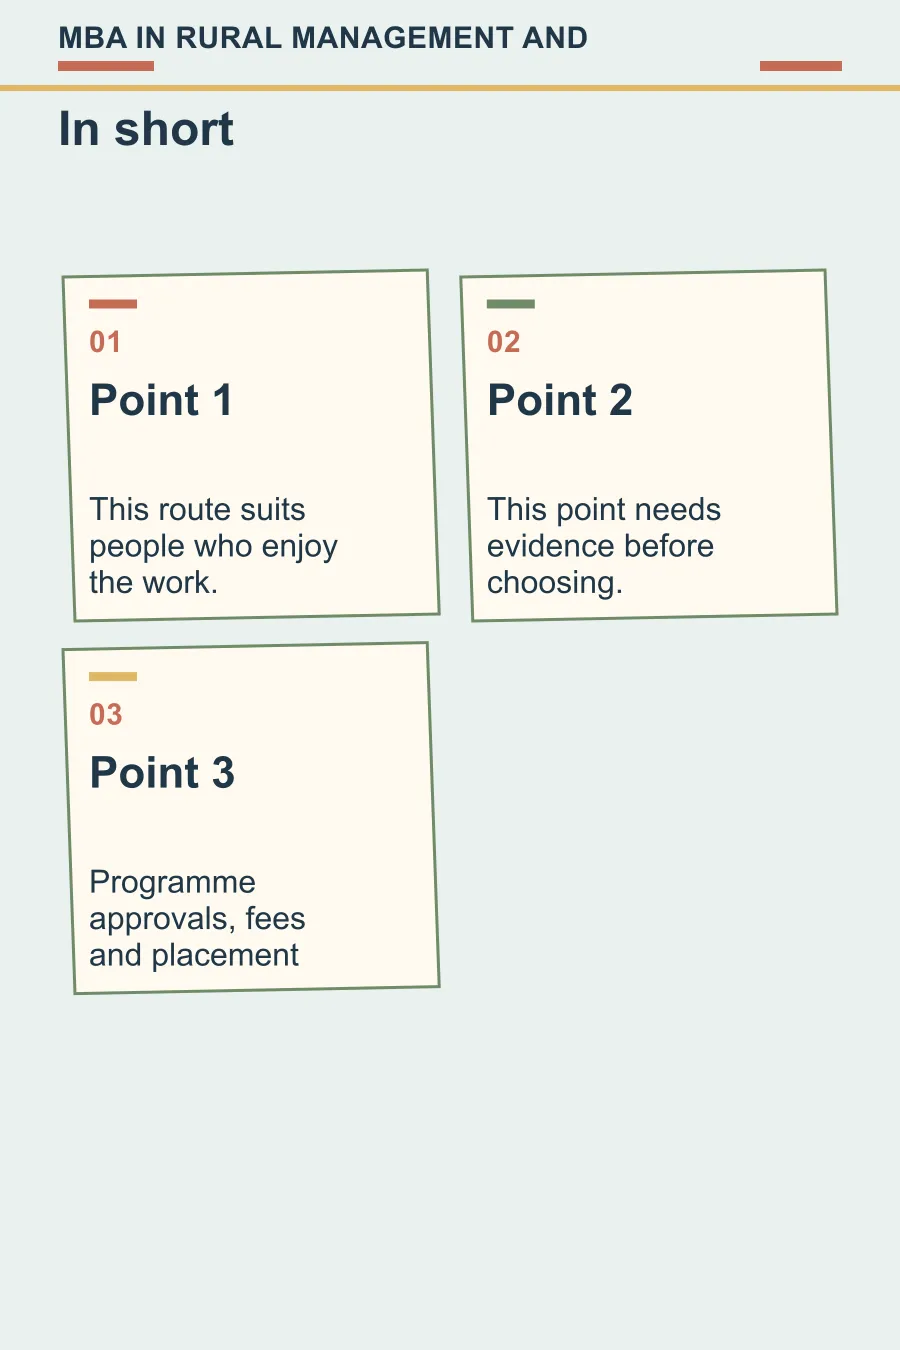 MBA IN RURAL MANAGEMENT AND
In short
01
Point 1
This route suits
people who enjoy
the work.
02
Point 2
This point needs
evidence before
choosing.
03
Point 3
Programme
approvals, fees
and placement